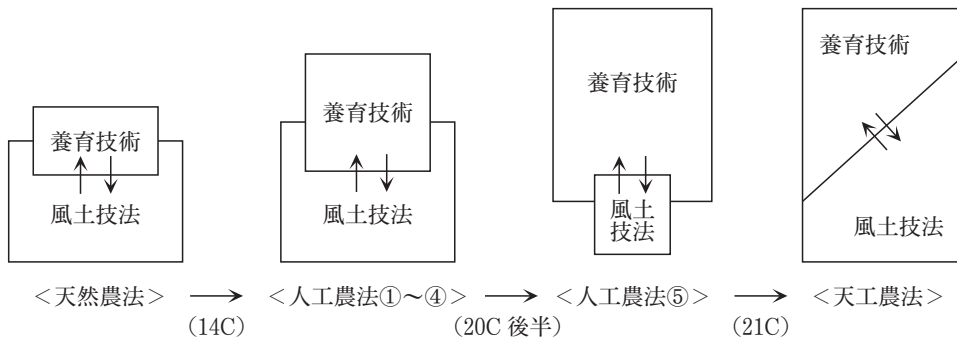 養育技術
風土技法
養育技術
風土技法
養育技術
風土
技法
養育技術
風土技法
＜天然農法＞
＜人工農法①～④＞
＜人工農法⑤＞
＜天工農法＞
（14C）
（20C 後半）
（21C）